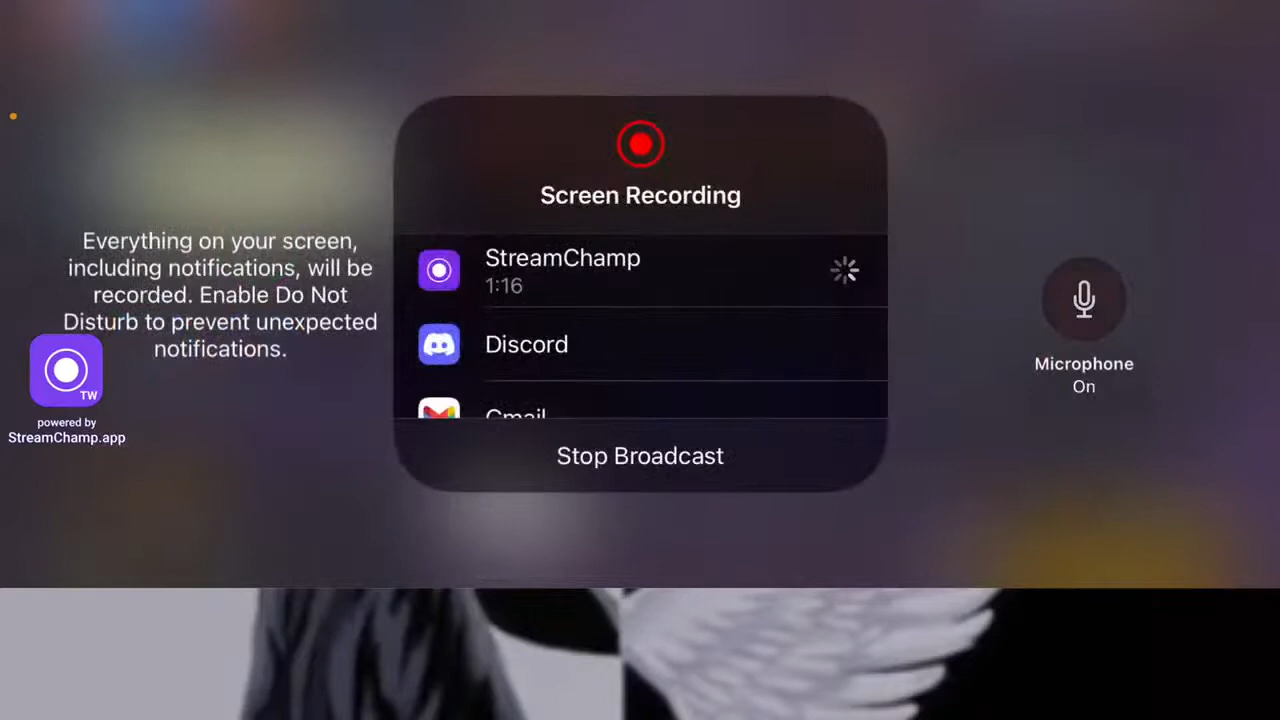 Screen Recording
Everything on your screen,
including notifications, will be
recorded. Enable Do Not
Disturb to prevent unexpected
notifications.
TW
powered by
StreamChamp.app
StreamChamp
1:16
Discord
Gmail
Stop Broadcast
Microphone
On